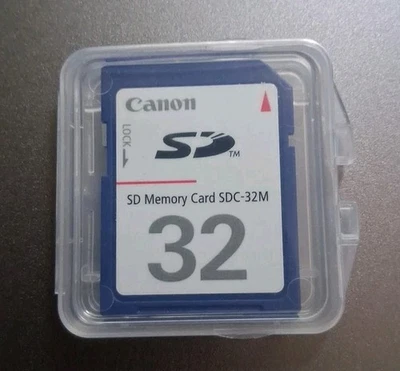 Canon
LOCK
SD
TM
SD Memory Card SDC-32M
32